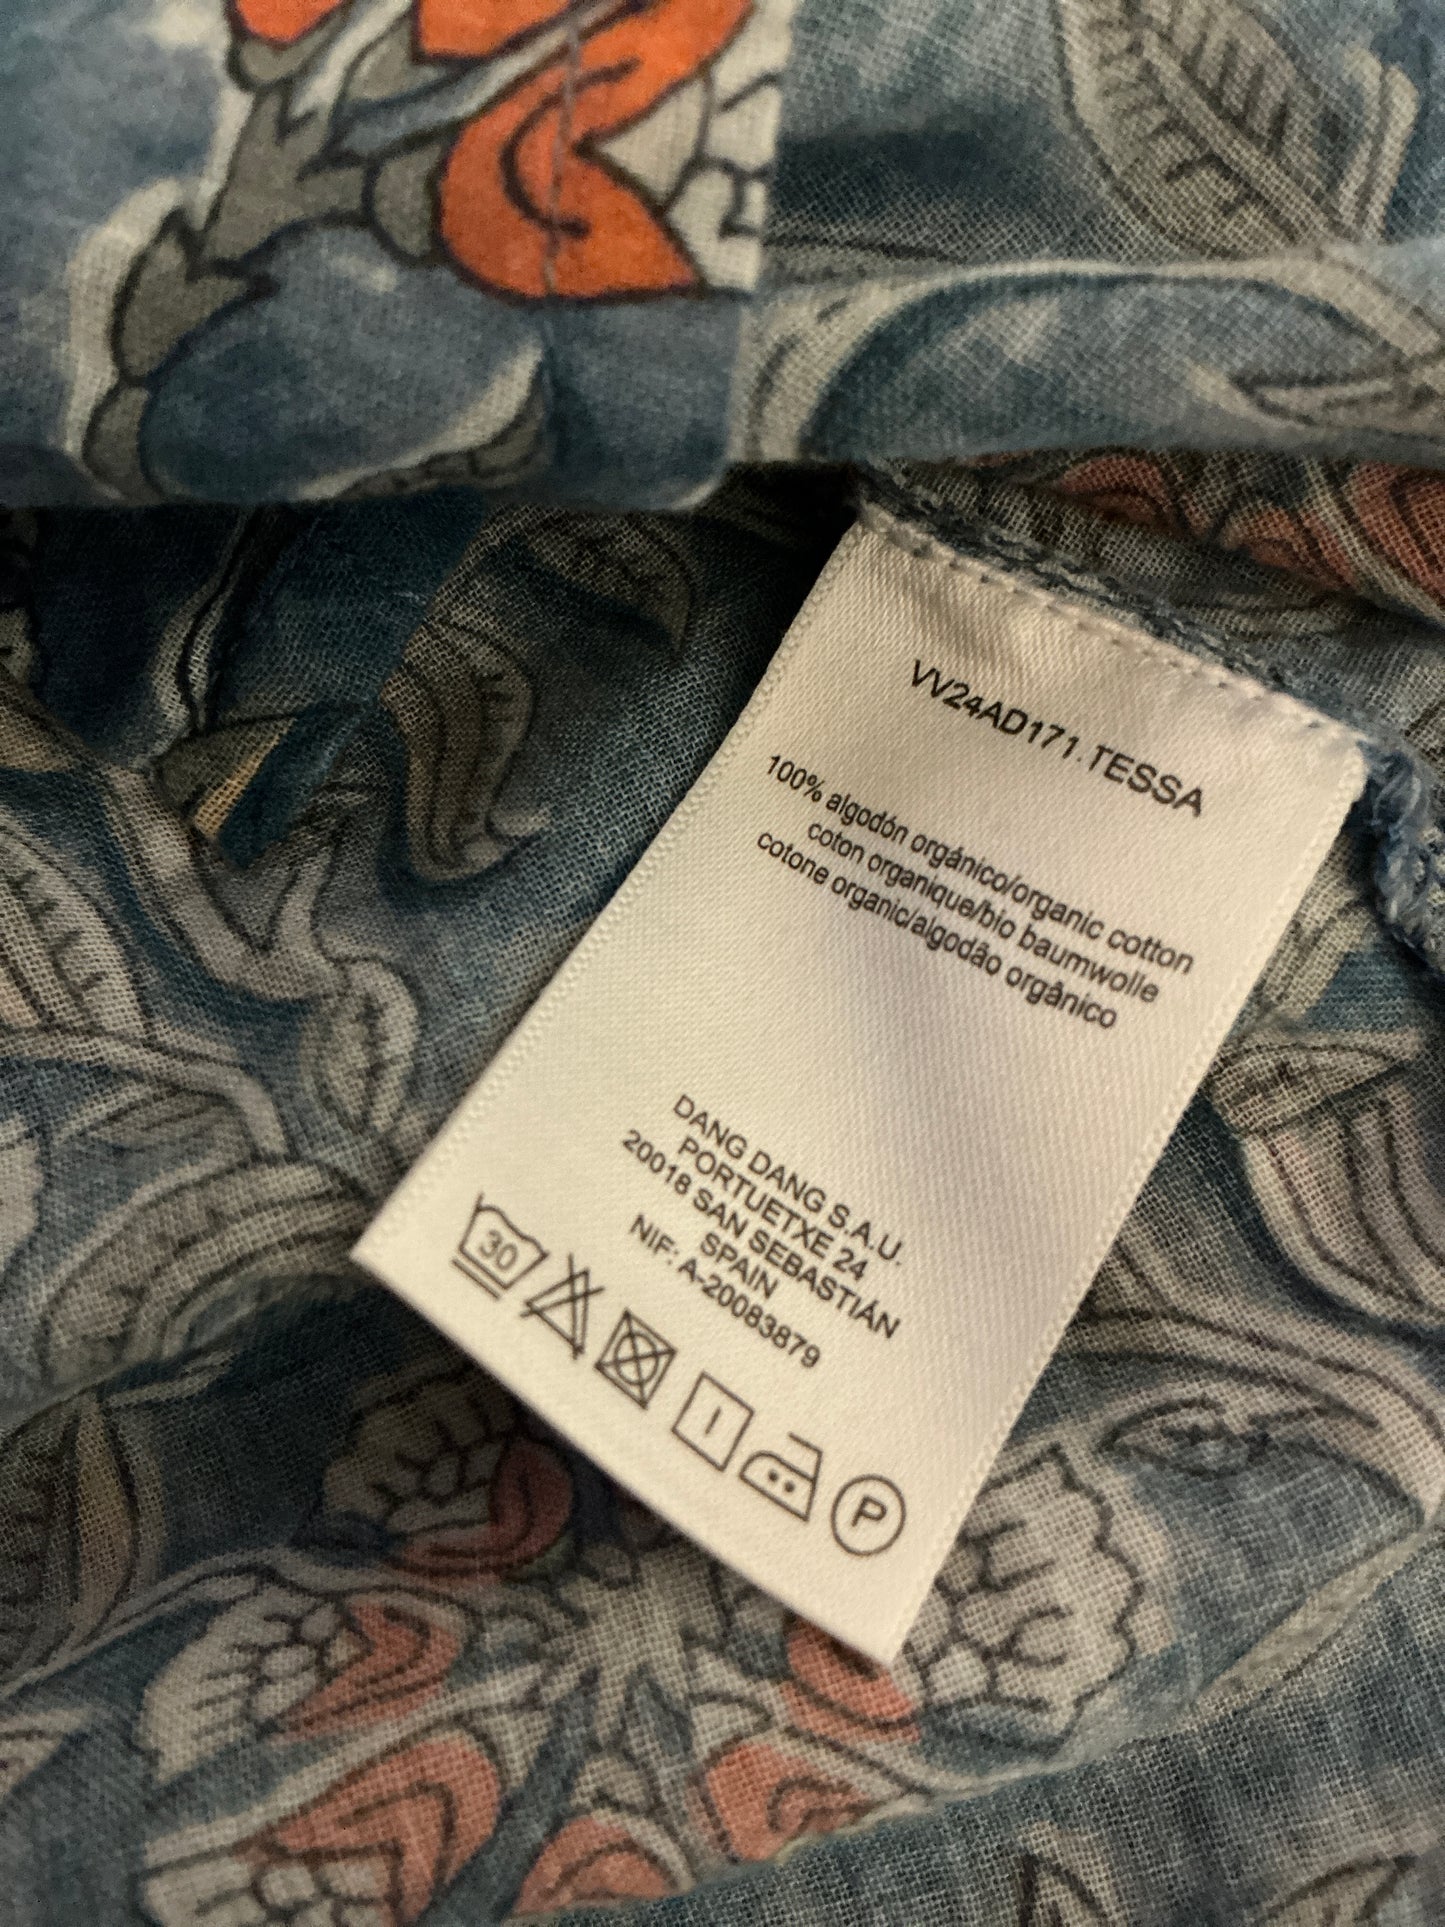 VV24AD171.TESSA
100% algodón orgánico/organic cotton
coton organique/bio baumwolle
cotone organic/algodâo orgânico
DANG DANG S.A.U.
PORTUETXE 24
20018 SAN SEBASTIÁN
SPAIN
NIF: A-20083879
30
P